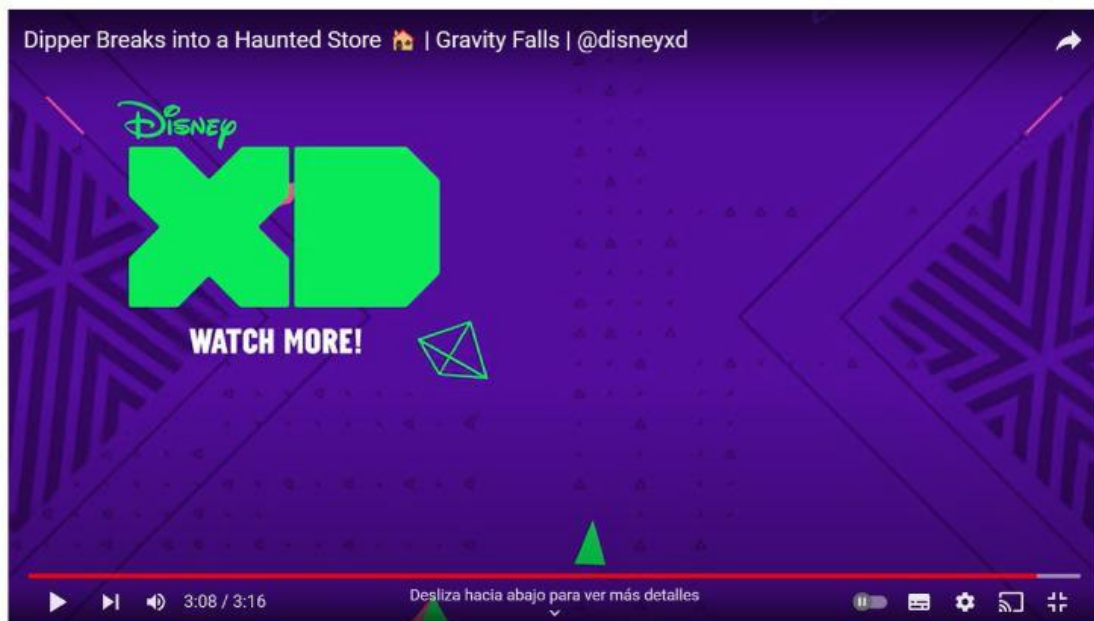 Dipper Breaks into a Haunted Store 🏠 | Gravity Falls | @disneyxd
Disney
XD
WATCH MORE!
Desliza hacia abajo para ver más detalles
3:08 / 3:16